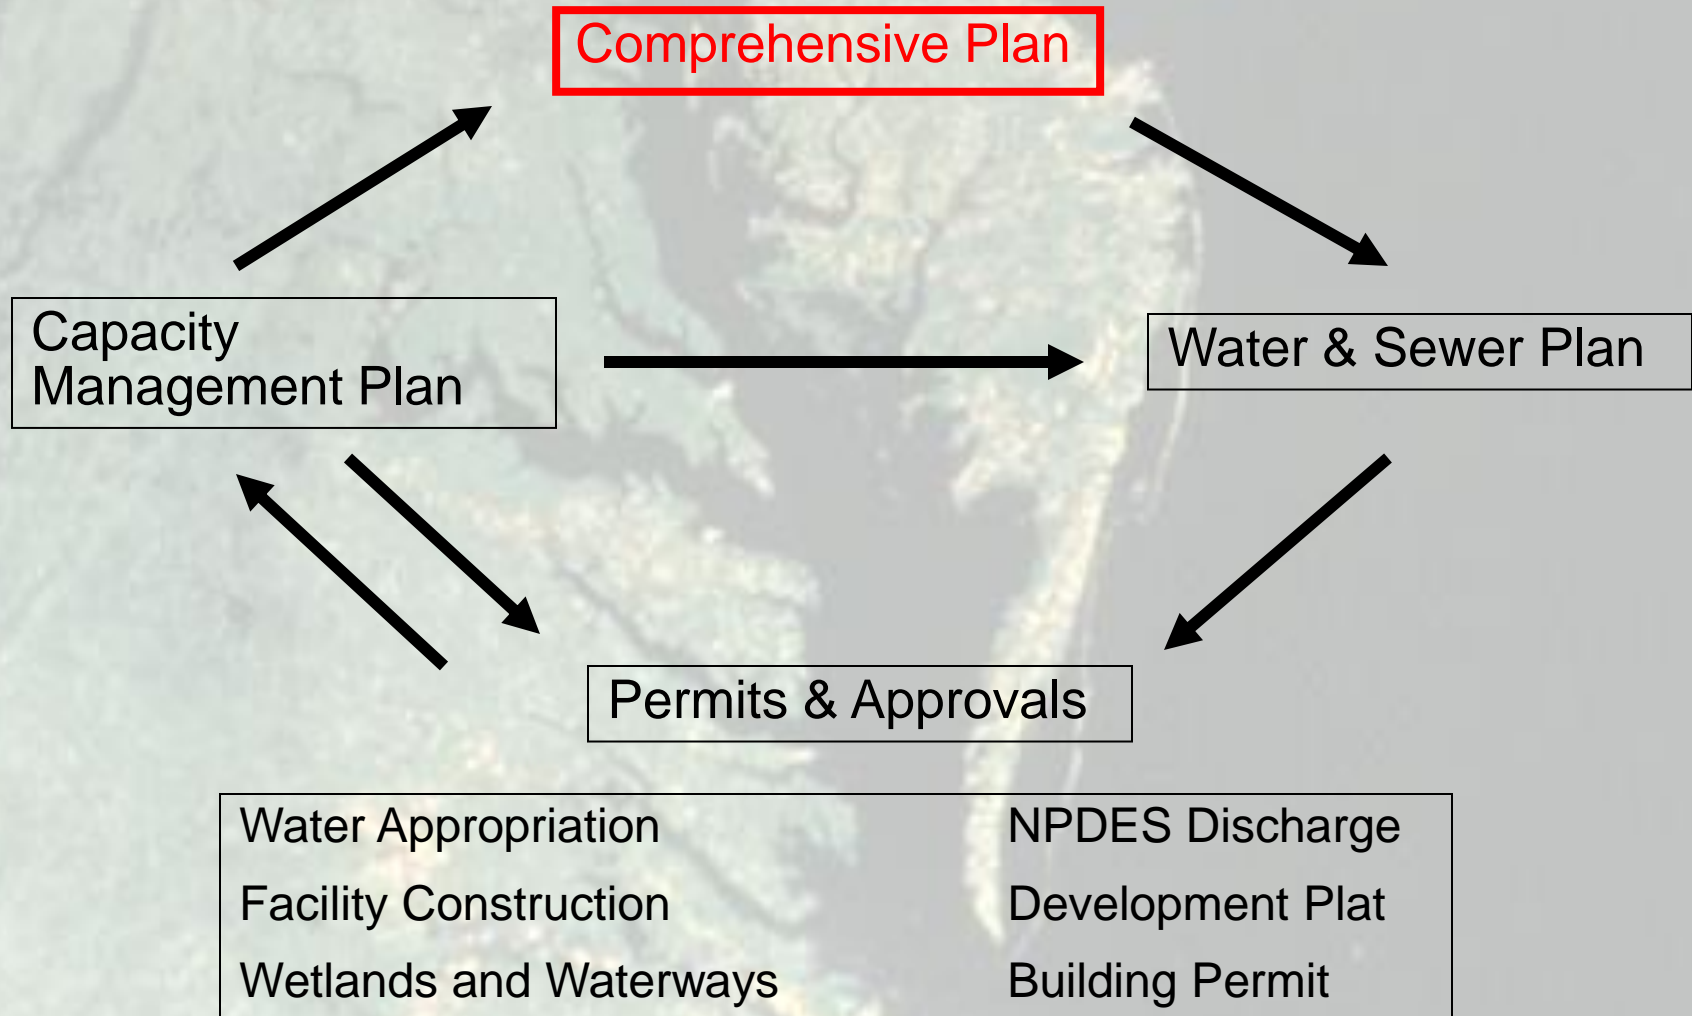 Comprehensive Plan
Capacity
Management Plan
Water & Sewer Plan
Permits & Approvals
Water Appropriation
NPDES Discharge
Facility Construction
Development Plat
Wetlands and Waterways
Building Permit